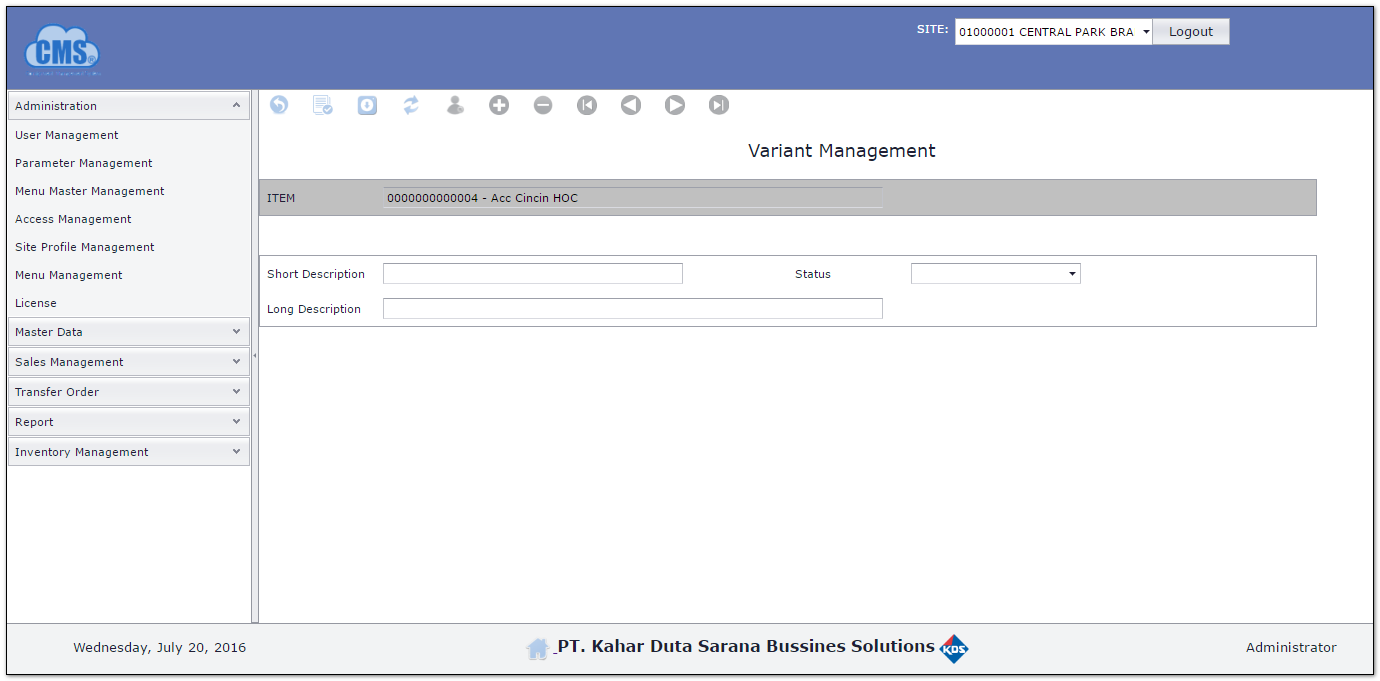 CMS®
SITE: 01000001 CENTRAL PARK BRA Logout
Administration
User Management
Parameter Management
Menu Master Management
Access Management
Site Profile Management
Menu Management
License
Master Data
Sales Management
Transfer Order
Report
Inventory Management
Variant Management
ITEM 0000000000004 - Acc Cincin HOC
Short Description Status
Long Description
Wednesday, July 20, 2016
PT. Kahar Duta Sarana Bussines Solutions KDS
Administrator